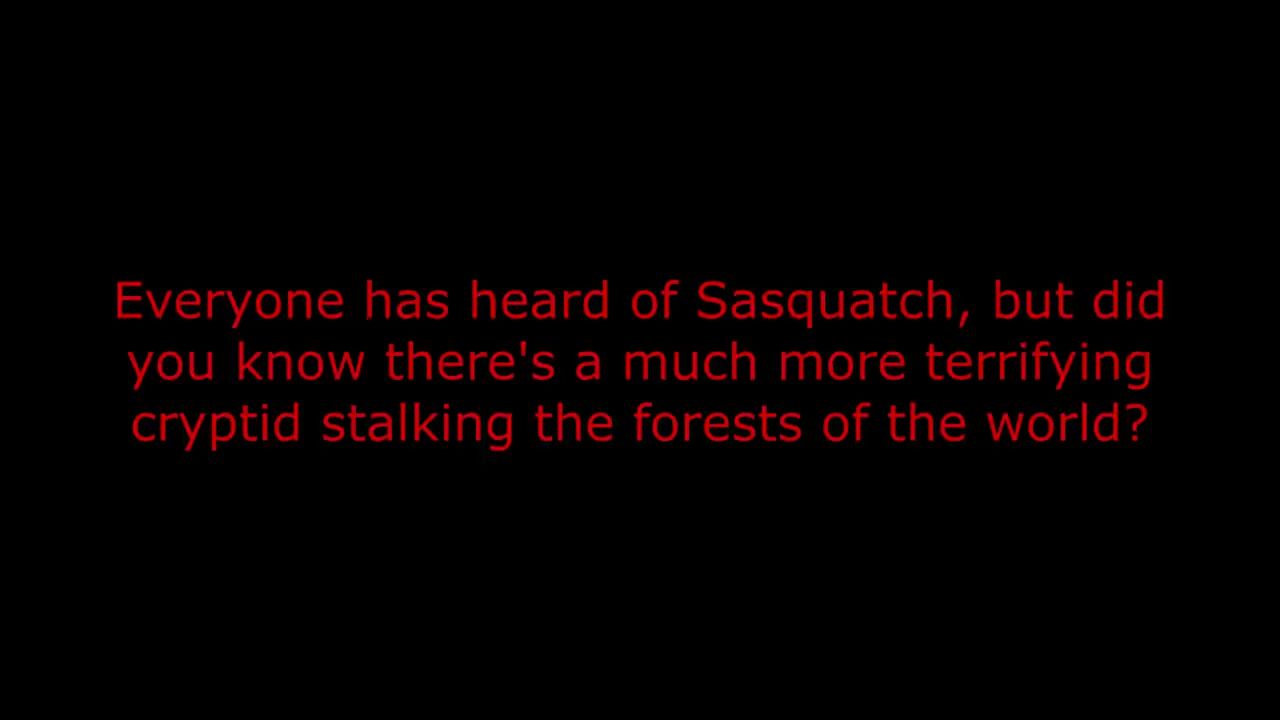 Everyone has heard of Sasquatch, but did
you know there's a much more terrifying
cryptid stalking the forests of the world?